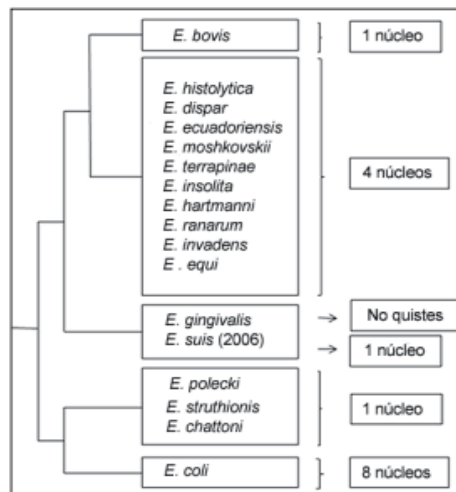 E. bovis
1 núcleo
E. histolytica
E. dispar
E. ecuadoriensis
E. moshkovskii
E. terrapinae
E. insolita
E. hartmanni
E. ranarum
E. invadens
E . equi
4 núcleos
E. gingivalis
No quistes
E. suis (2006)
1 núcleo
E. polecki
E. struthionis
E. chattoni
1 núcleo
E. coli
8 núcleos